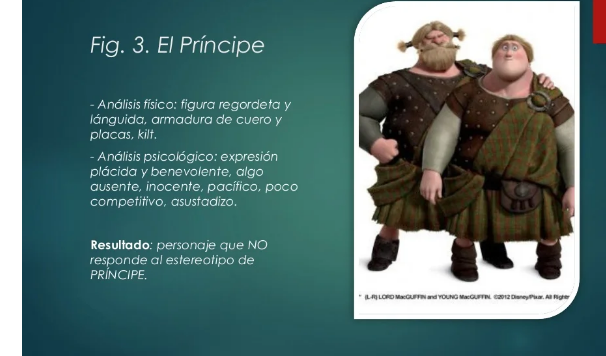 Fig. 3. El Príncipe
- Análisis físico: figura regordeta y
lánguida, armadura de cuero y
placas, kilt.
- Análisis psicológico: expresión
plácida y benevolente, algo
ausente, inocente, pacífico, poco
competitivo, asustadizo.
Resultado: personaje que NO
responde al estereotipo de
PRÍNCIPE.
" (L-R) LORD MacGUFFIN and YOUNG MacGUFFIN. ©2012 Disney/Pixar. All Rights